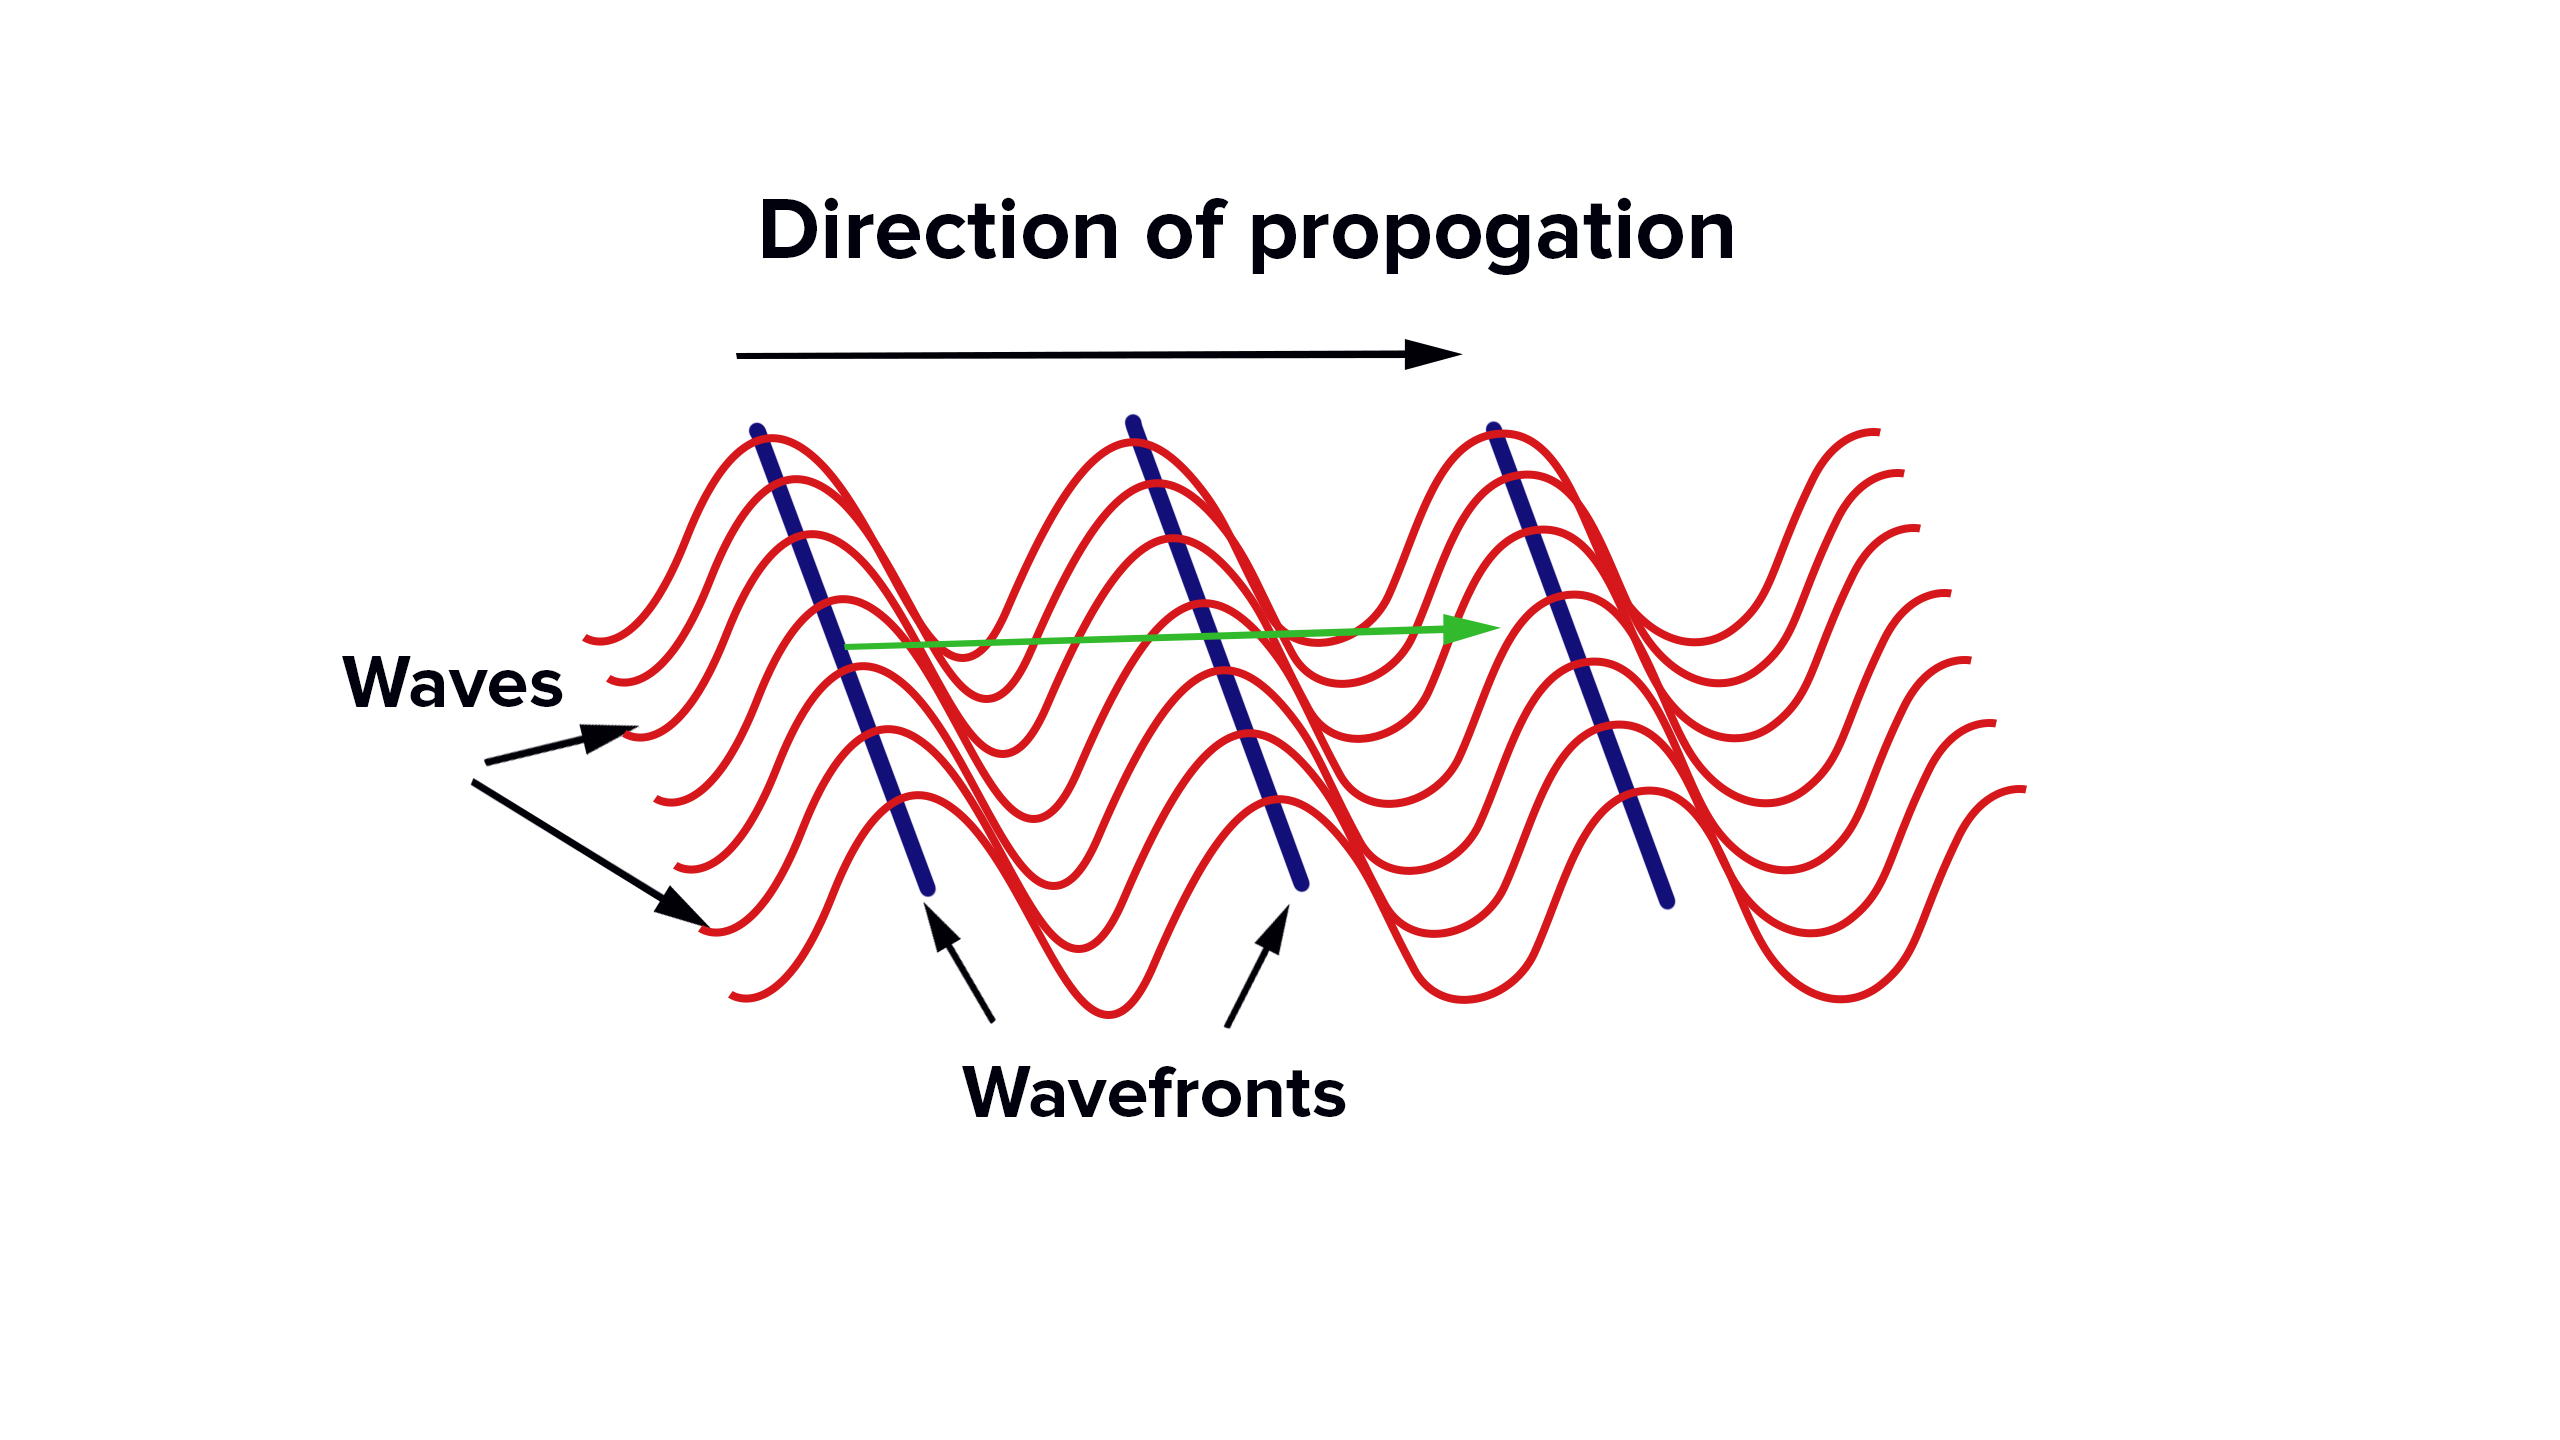 Direction of propogation
Waves
Wavefronts